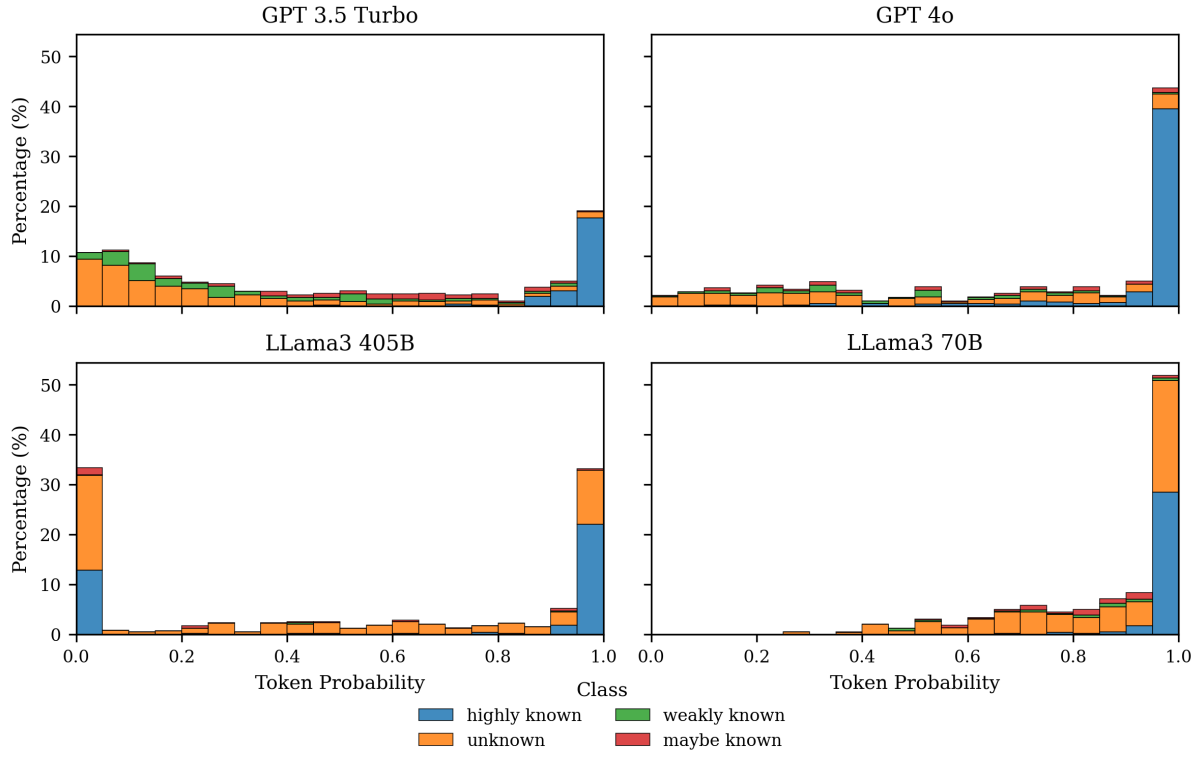 GPT 3.5 Turbo
GPT 4o
Percentage (%)
50
40
30
20
10
0
LLama3 405B
LLama3 70B
Percentage (%)
50
40
30
20
10
0
0.0 0.2 0.4 0.6 0.8 1.0
0.0 0.2 0.4 0.6 0.8 1.0
Token Probability
Token Probability
Class
highly known
weakly known
unknown
maybe known